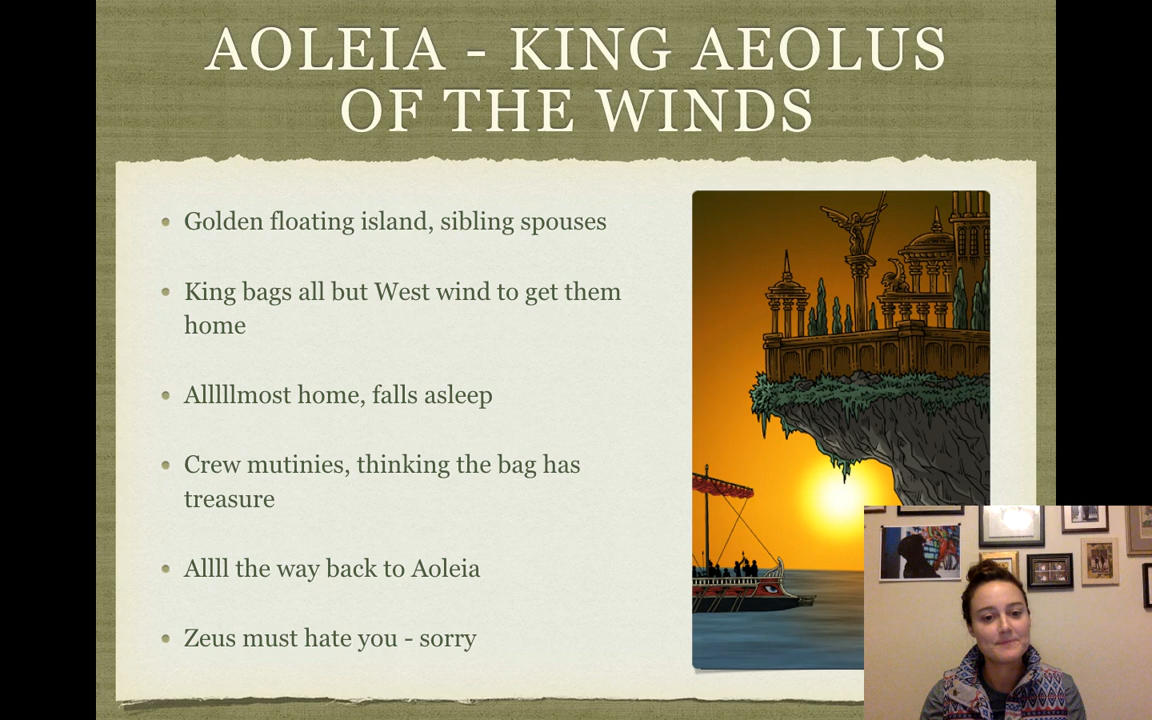 AOLEIA - KING AEOLUS
OF THE WINDS
Golden floating island, sibling spouses
King bags all but West wind to get them
home
Alllllmost home, falls asleep
Crew mutinies, thinking the bag has
treasure
Allll the way back to Aoleia
Zeus must hate you - sorry